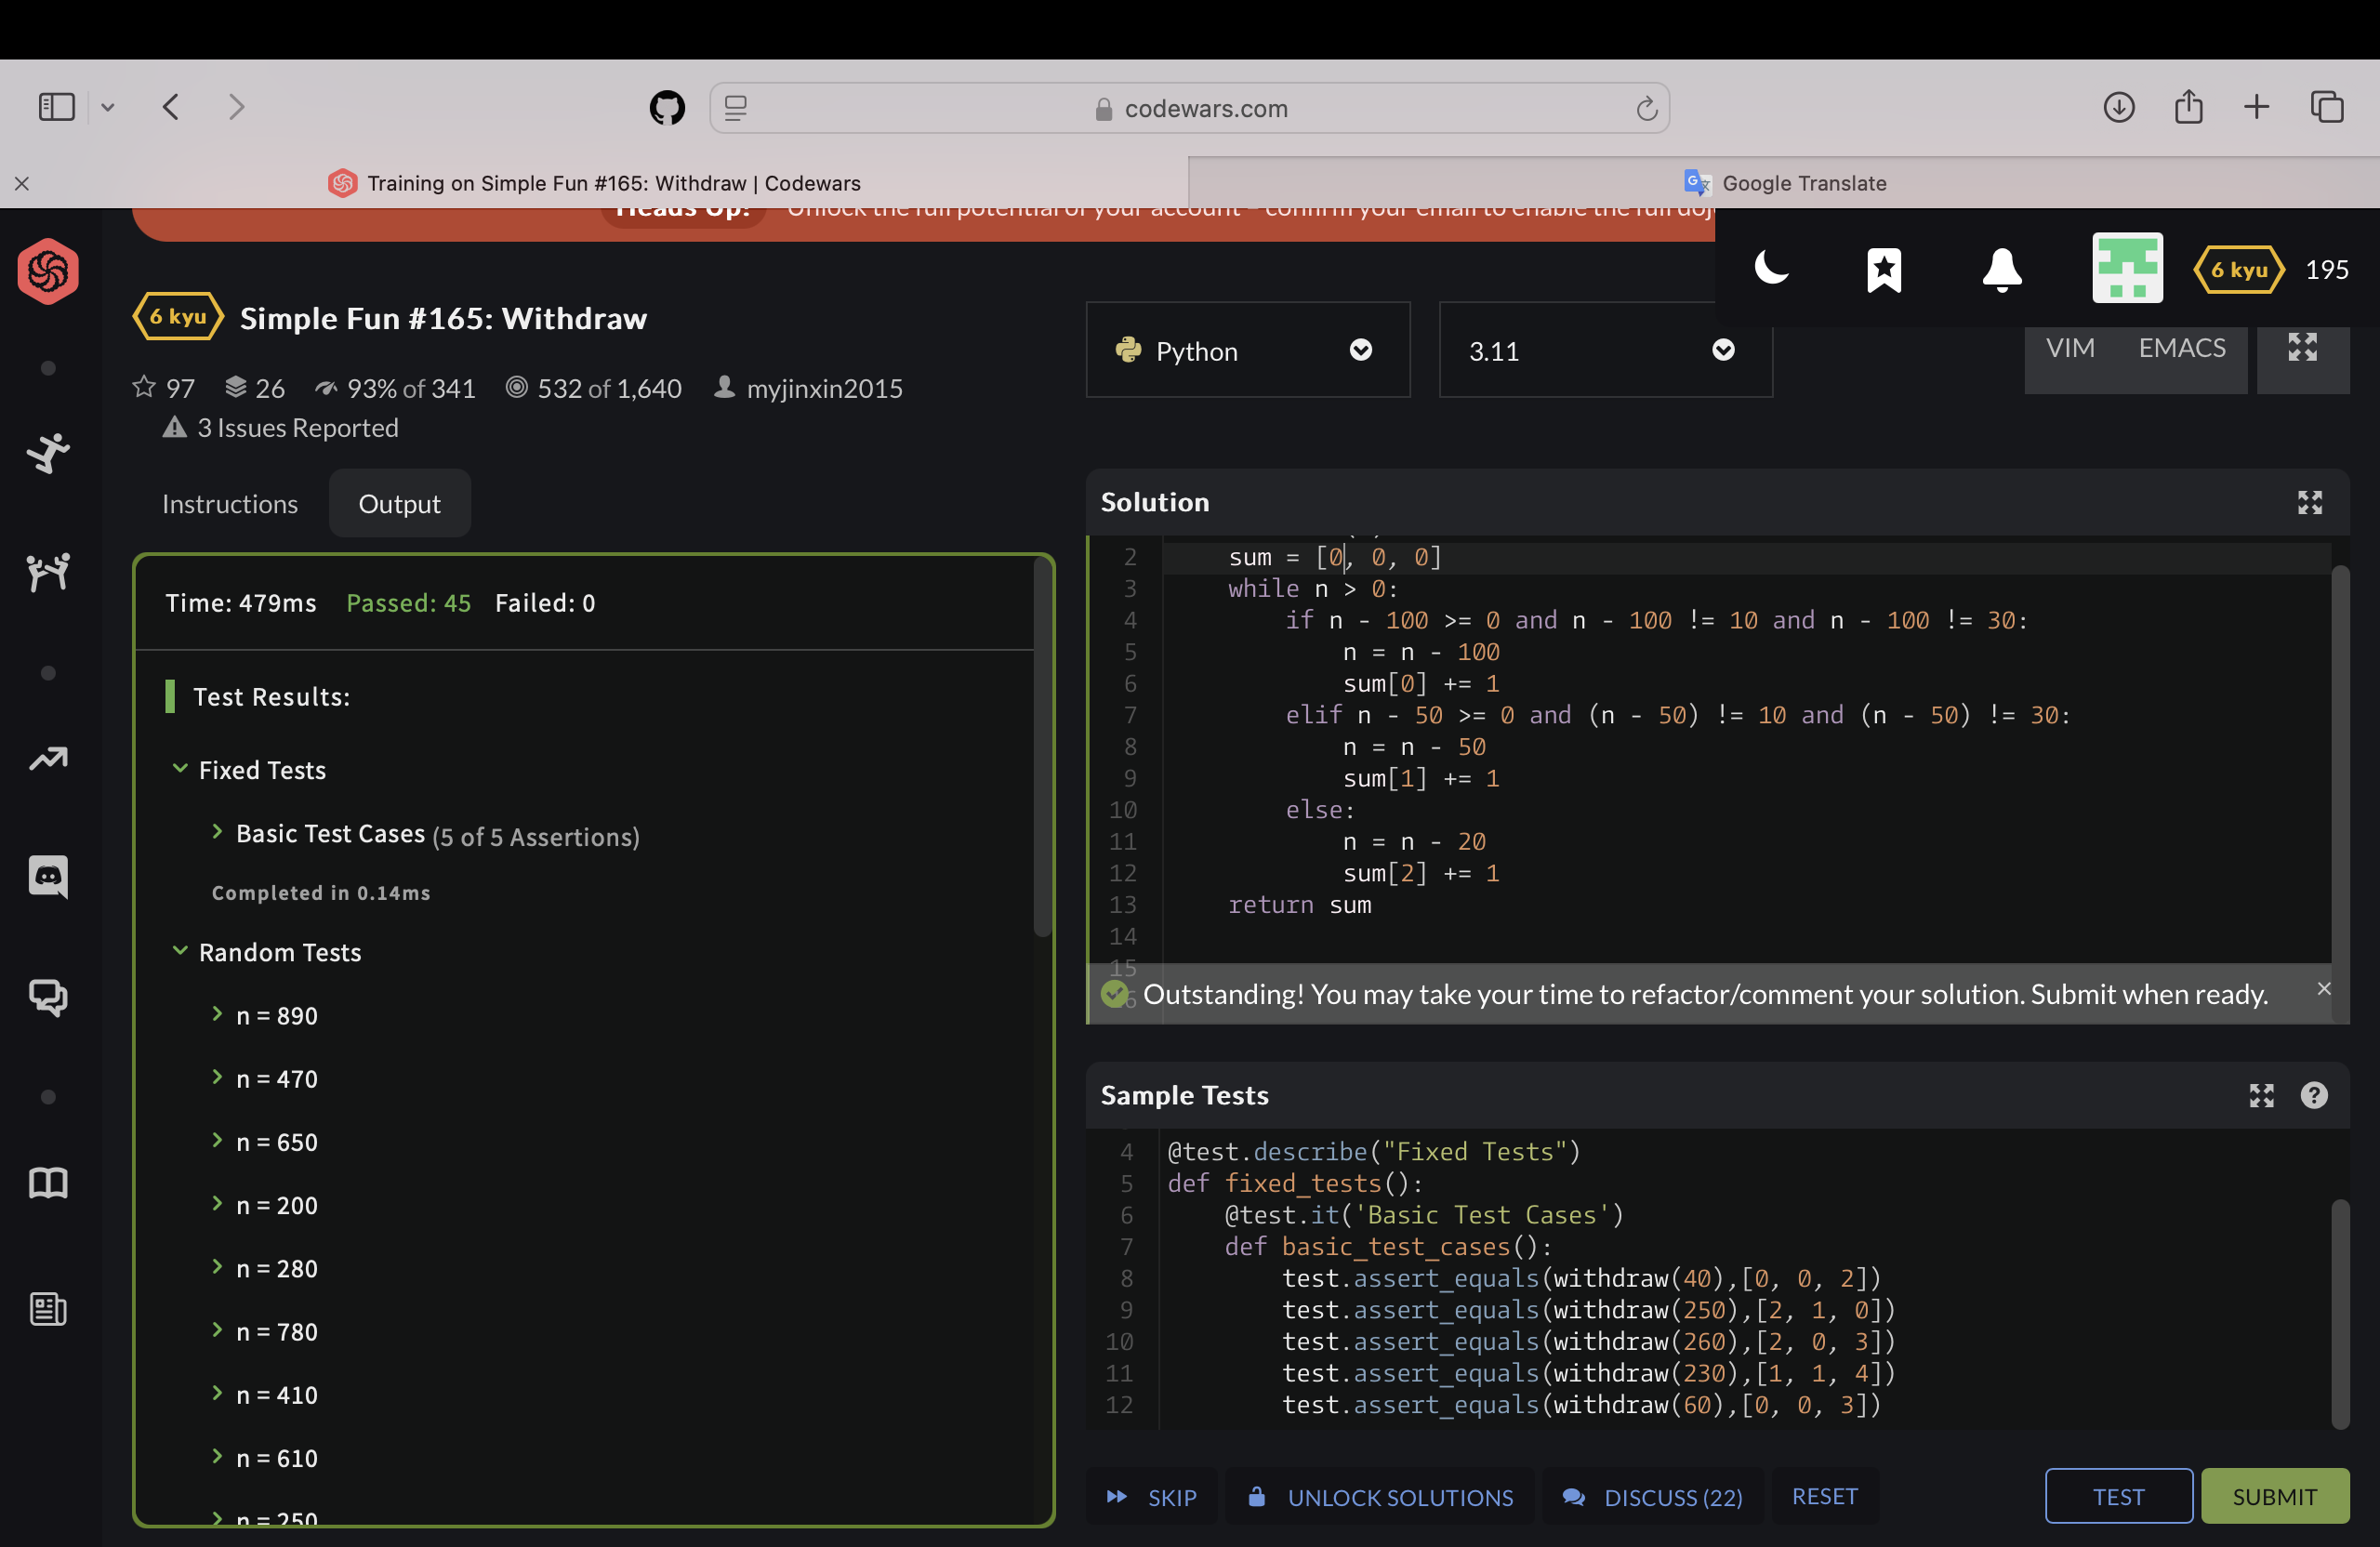 codewars.com
Training on Simple Fun #165: Withdraw | Codewars
Google Translate
Heads Up! Unlock the full potential of your account – confirm your email to enable the full
6 kyu 195
6 kyu Simple Fun #165: Withdraw
97 26 93% of 341 532 of 1,640 myjinxin2015
3 Issues Reported
Python
3.11
VIM EMACS
Instructions Output
Time: 479ms Passed: 45 Failed: 0
Test Results:
Fixed Tests
Basic Test Cases (5 of 5 Assertions)
Completed in 0.14ms
Random Tests
n = 890
n = 470
n = 650
n = 200
n = 280
n = 780
n = 410
n = 610
n = 250
Solution
2 sum = [0, 0, 0]
3 while n > 0:
4 if n - 100 >= 0 and n - 100 != 10 and n - 100 != 30:
5 n = n - 100
6 sum[0] += 1
7 elif n - 50 >= 0 and (n - 50) != 10 and (n - 50) != 30:
8 n = n - 50
9 sum[1] += 1
10 else:
11 n = n - 20
12 sum[2] += 1
13 return sum
14
15
Outstanding! You may take your time to refactor/comment your solution. Submit when ready.
Sample Tests
4 @test.describe("Fixed Tests")
5 def fixed_tests():
6 @test.it('Basic Test Cases')
7 def basic_test_cases():
8 test.assert_equals(withdraw(40),[0, 0, 2])
9 test.assert_equals(withdraw(250),[2, 1, 0])
10 test.assert_equals(withdraw(260),[2, 0, 3])
11 test.assert_equals(withdraw(230),[1, 1, 4])
12 test.assert_equals(withdraw(60),[0, 0, 3])
SKIP UNLOCK SOLUTIONS DISCUSS (22) RESET TEST SUBMIT